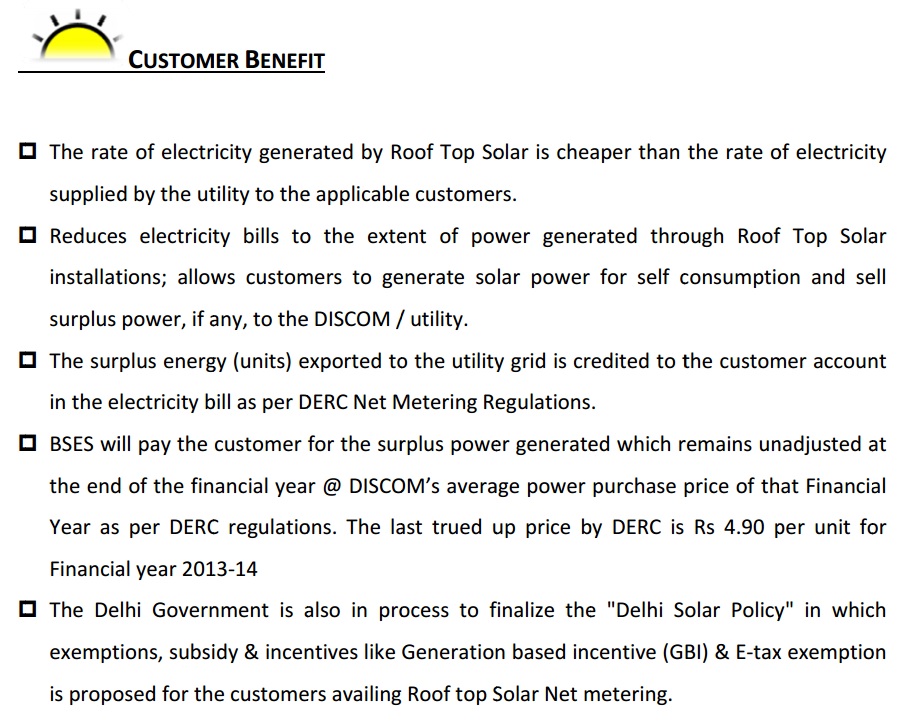 CUSTOMER BENEFIT
The rate of electricity generated by Roof Top Solar is cheaper than the rate of electricity
supplied by the utility to the applicable customers.
Reduces electricity bills to the extent of power generated through Roof Top Solar
installations; allows customers to generate solar power for self consumption and sell
surplus power, if any, to the DISCOM / utility.
The surplus energy (units) exported to the utility grid is credited to the customer account
in the electricity bill as per DERC Net Metering Regulations.
BSES will pay the customer for the surplus power generated which remains unadjusted at
the end of the financial year @ DISCOM’s average power purchase price of that Financial
Year as per DERC regulations. The last trued up price by DERC is Rs 4.90 per unit for
Financial year 2013-14
The Delhi Government is also in process to finalize the "Delhi Solar Policy" in which
exemptions, subsidy & incentives like Generation based incentive (GBI) & E-tax exemption
is proposed for the customers availing Roof top Solar Net metering.